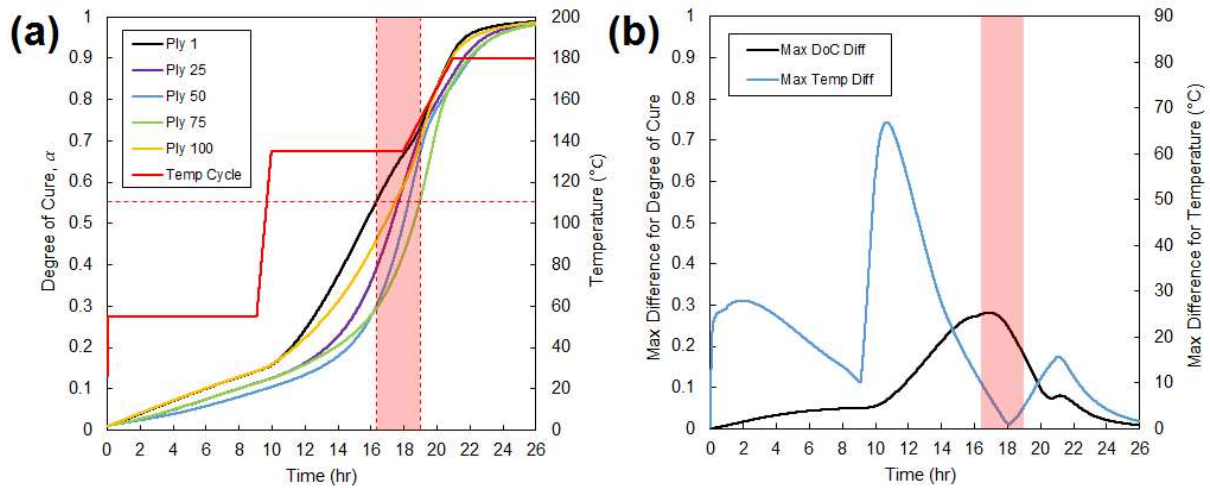 (a)
Ply 1
Ply 25
Ply 50
Ply 75
Ply 100
Temp Cycle
Degree of Cure, α
1
0.9
0.8
0.7
0.6
0.5
0.4
0.3
0.2
0.1
0
200
180
160
140
120
100
80
60
40
20
0
Temperature (°C)
0 2 4 6 8 10 12 14 16 18 20 22 24 26
Time (hr)
(b)
Max DoC Diff
Max Temp Diff
Max Difference for Degree of Cure
1
0.9
0.8
0.7
0.6
0.5
0.4
0.3
0.2
0.1
0
90
80
70
60
50
40
30
20
10
0
Max Difference for Temperature (°C)
0 2 4 6 8 10 12 14 16 18 20 22 24 26
Time (hr)